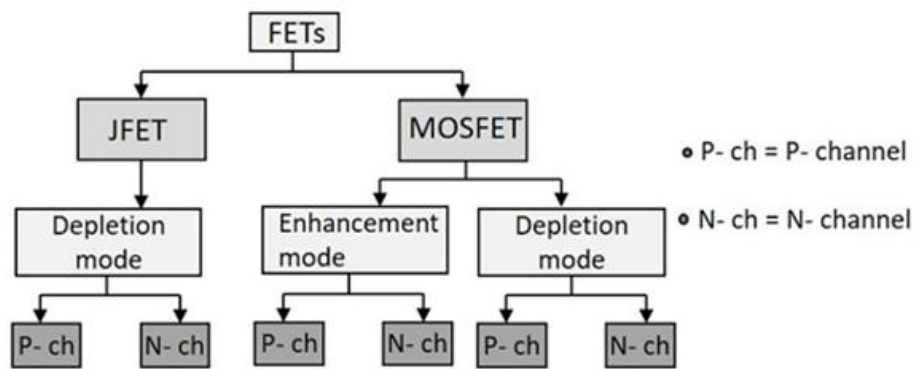 FETs
JFET
MOSFET
P- ch = P- channel
N- ch = N- channel
Depletion
mode
Enhancement
mode
Depletion
mode
P- ch
N- ch
P- ch
N- ch
P- ch
N- ch